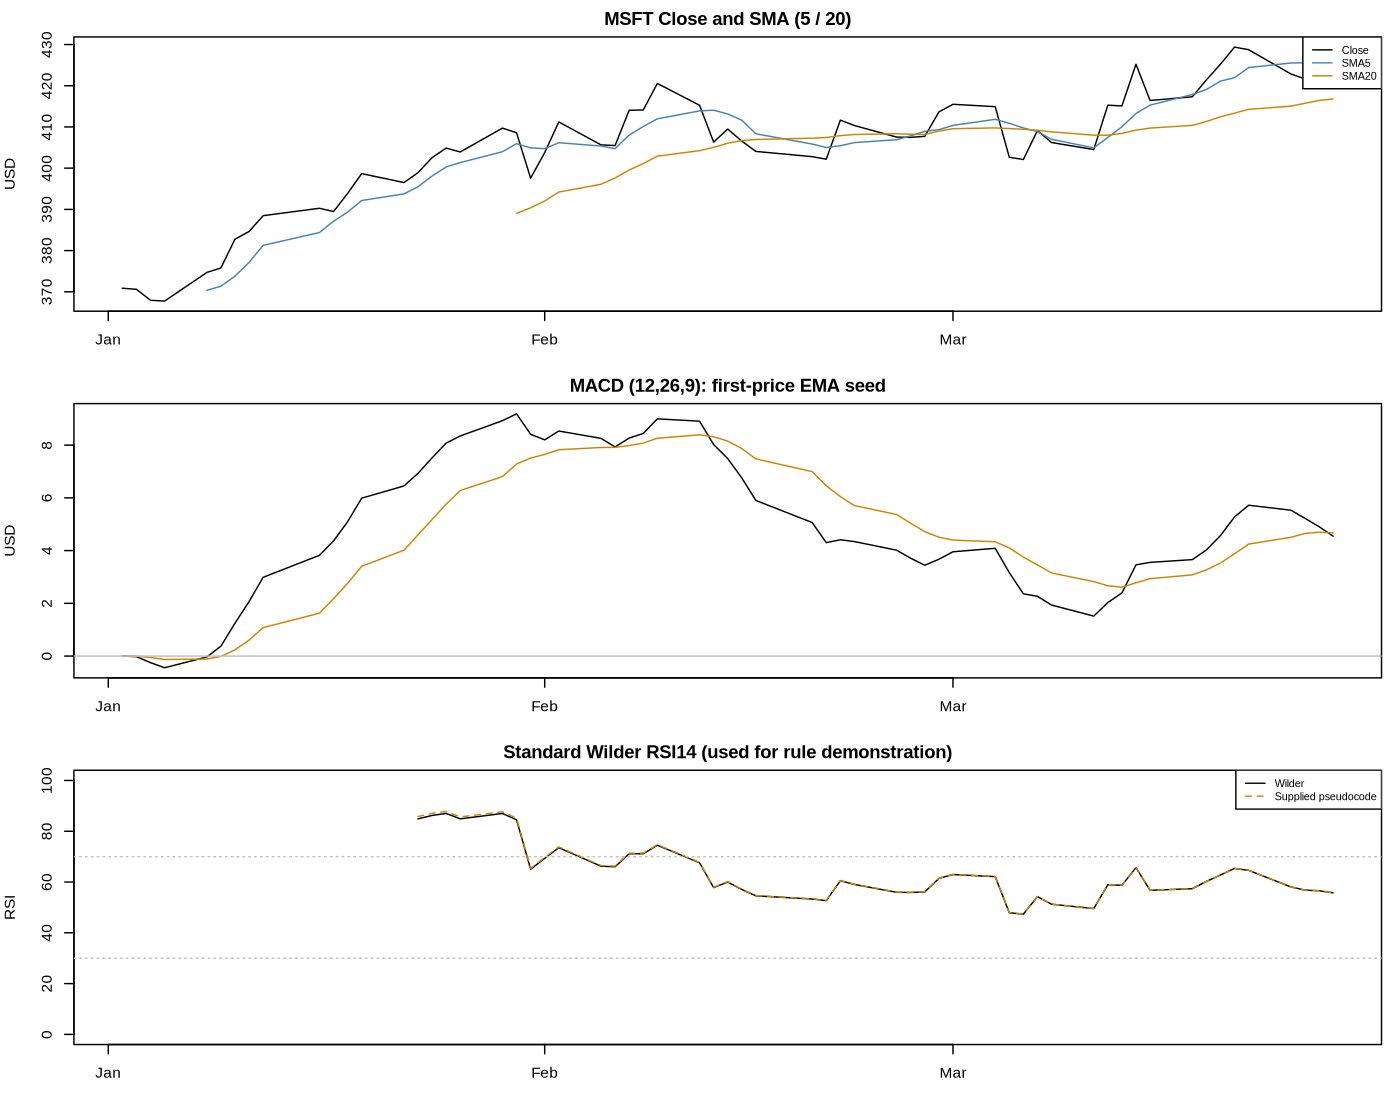 MSFT Close and SMA (5 / 20)
USD
430
420
410
400
390
380
370
Close
SMA5
SMA20
Jan
Feb
Mar
MACD (12,26,9): first-price EMA seed
USD
8
6
4
2
0
Jan
Feb
Mar
Standard Wilder RSI14 (used for rule demonstration)
RSI
100
80
60
40
20
0
Wilder
Supplied pseudocode
Jan
Feb
Mar